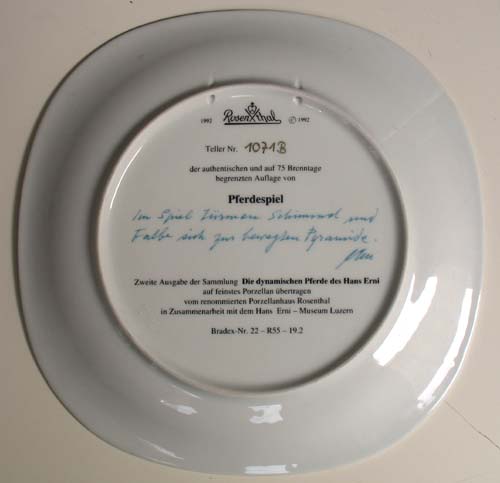 1992 Rosenthal © 1992
Teller Nr. 1071B
der authentischen und auf 75 Brenntage
begrenzten Auflage von
Pferdespiel
Im Spiel türmen Schimmel und
Falbe sich zur bewegten Pyramide.
Erni
Zweite Ausgabe der Sammlung Die dynamischen Pferde des Hans Erni
auf feinstes Porzellan übertragen
vom renommierten Porzellanhaus Rosenthal
in Zusammenarbeit mit dem Hans Erni – Museum Luzern
Bradex-Nr. 22 – R55 – 19.2